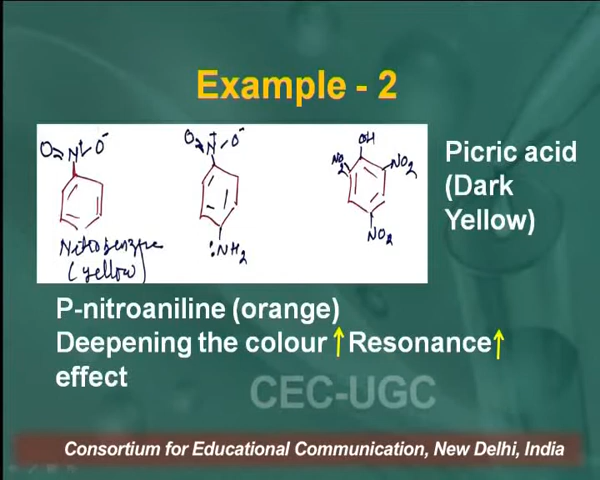 Example - 2
O=N+-O-
O=N+-O-
OH
NO2
NO2
NO2
Nitrobenzene
(yellow)
:NH2
Picric acid
(Dark
Yellow)
P-nitroaniline (orange)
Deepening the colour ↑ Resonance↑
effect
CEC-UGC
Consortium for Educational Communication, New Delhi, India